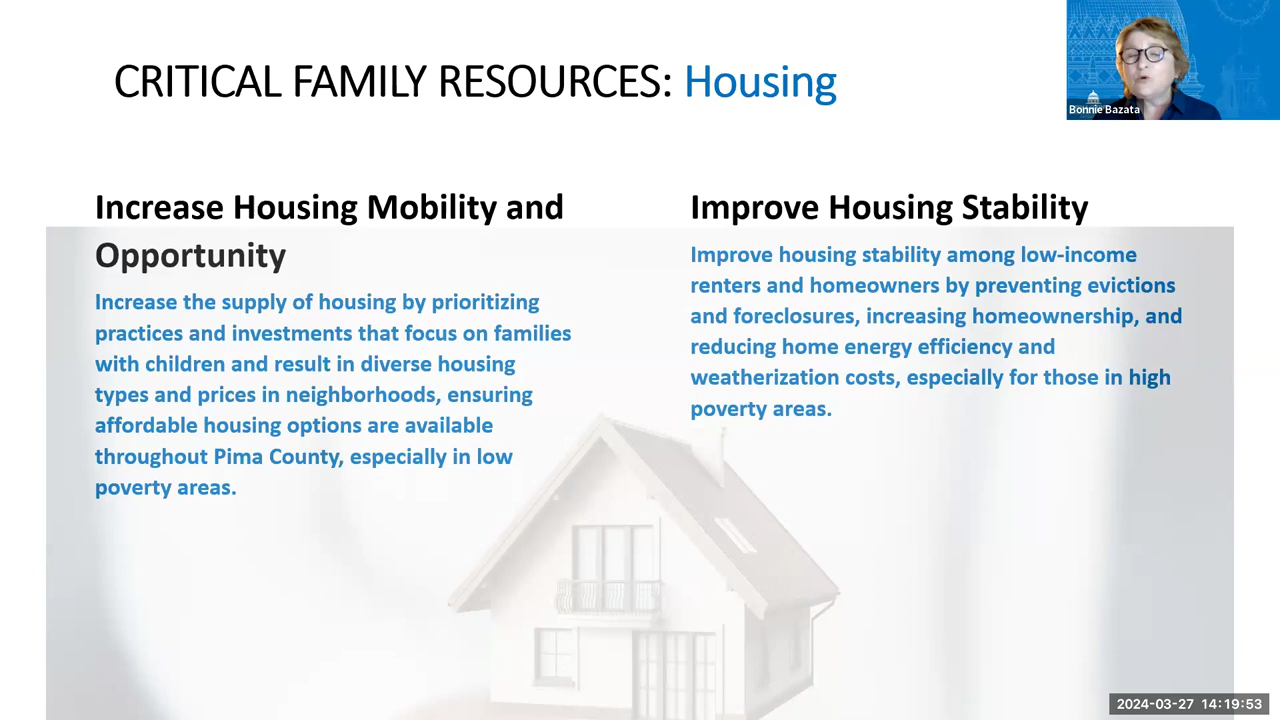 CRITICAL FAMILY RESOURCES: Housing
Bonnie Bazata
Increase Housing Mobility and
Opportunity
Increase the supply of housing by prioritizing
practices and investments that focus on families
with children and result in diverse housing
types and prices in neighborhoods, ensuring
affordable housing options are available
throughout Pima County, especially in low
poverty areas.
Improve Housing Stability
Improve housing stability among low-income
renters and homeowners by preventing evictions
and foreclosures, increasing homeownership, and
reducing home energy efficiency and
weatherization costs, especially for those in high
poverty areas.
2024-03-27 14:19:53